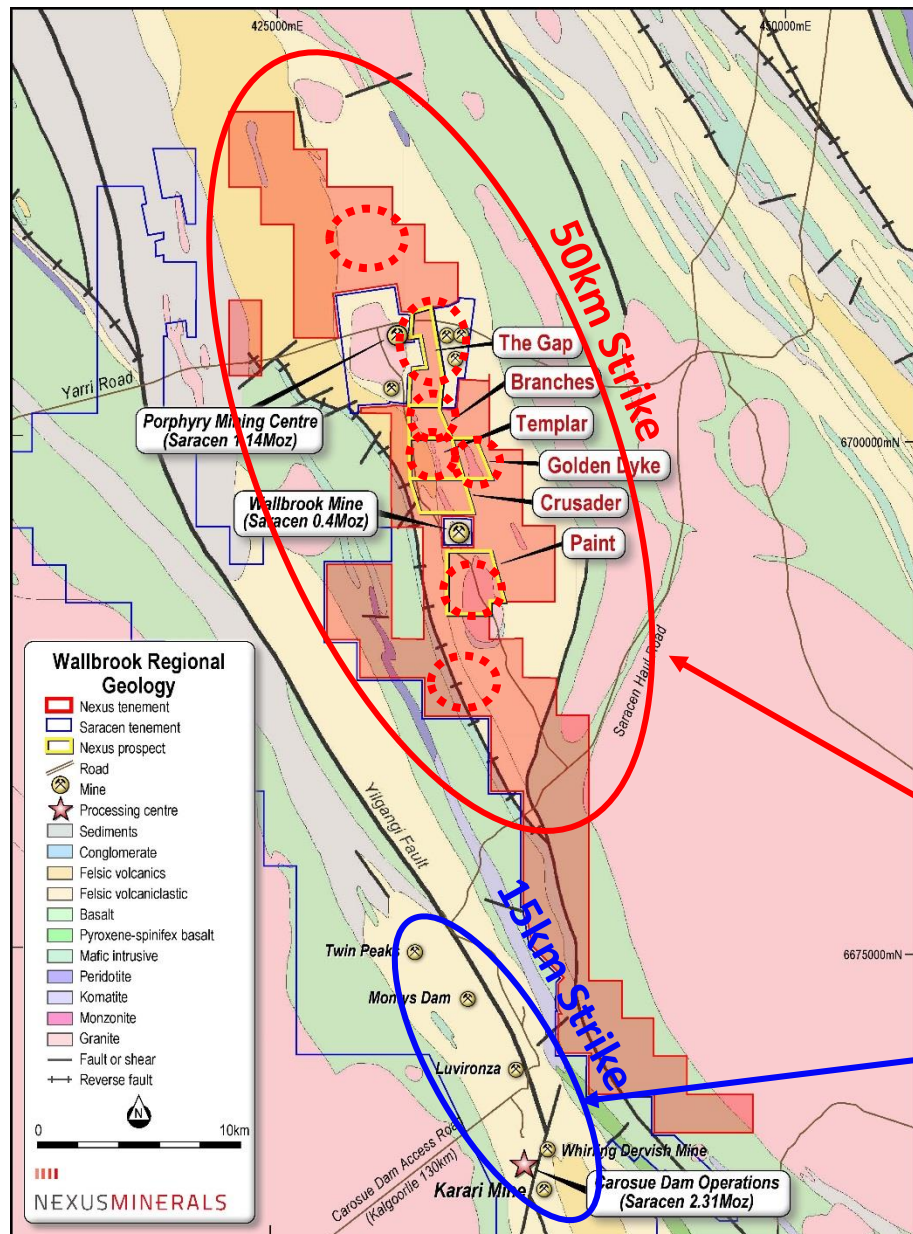 425000mE
450000mE
50km Strike
The Gap
Branches
Yarri Road
Templar
Porphyry Mining Centre
(Saracen 1.14Moz)
6700000mN
Golden Dyke
Crusader
Wallbrook Mine
(Saracen 0.4Moz)
Paint
Saracen Haul Road
Wallbrook Regional
Geology
Nexus tenement
Saracen tenement
Nexus prospect
Road
Mine
Processing centre
Sediments
Conglomerate
Felsic volcanics
Felsic volcaniclastic
Basalt
Pyroxene-spinifex basalt
Mafic intrusive
Peridotite
Komatite
Monzonite
Granite
Fault or shear
Reverse fault
N
0 10km
NEXUSMINERALS
Yilgangi Fault
15km Strike
Twin Peaks
6675000mN
Montys Dam
Luvironza
Carosue Dam Access Road
(Kalgoorlie 130km)
Whirling Dervish Mine
Karari Mine
Carosue Dam Operations
(Saracen 2.31Moz)